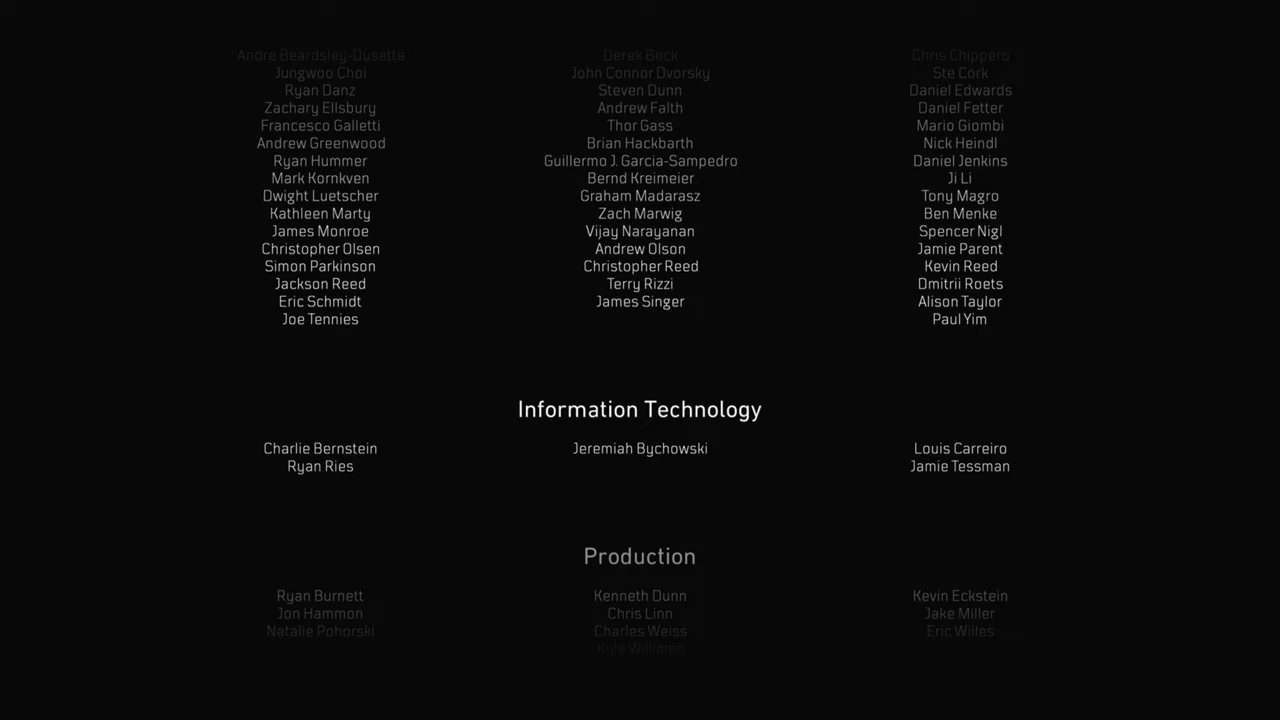 Andre Beardsley-Dusette Derek Beck Chris Chippero
Jungwoo Choi John Connor Dvorsky Ste Cork
Ryan Danz Steven Dunn Daniel Edwards
Zachary Ellsbury Andrew Falth Daniel Fetter
Francesco Galletti Thor Gass Mario Giombi
Andrew Greenwood Brian Hackbarth Nick Heindl
Ryan Hummer Guillermo J. Garcia-Sampedro Daniel Jenkins
Mark Kornkven Bernd Kreimeier Ji Li
Dwight Luetscher Graham Madarasz Tony Magro
Kathleen Marty Zach Marwig Ben Menke
James Monroe Vijay Narayanan Spencer Nigl
Christopher Olsen Andrew Olson Jamie Parent
Simon Parkinson Christopher Reed Kevin Reed
Jackson Reed Terry Rizzi Dmitrii Roets
Eric Schmidt James Singer Alison Taylor
Joe Tennies Paul Yim
Information Technology
Charlie Bernstein Jeremiah Bychowski Louis Carreiro
Ryan Ries Jamie Tessman
Production
Ryan Burnett Kenneth Dunn Kevin Eckstein
Jon Hammon Chris Linn Jake Miller
Natalie Pohorski Charles Weiss Eric Willes
Kyle Williams